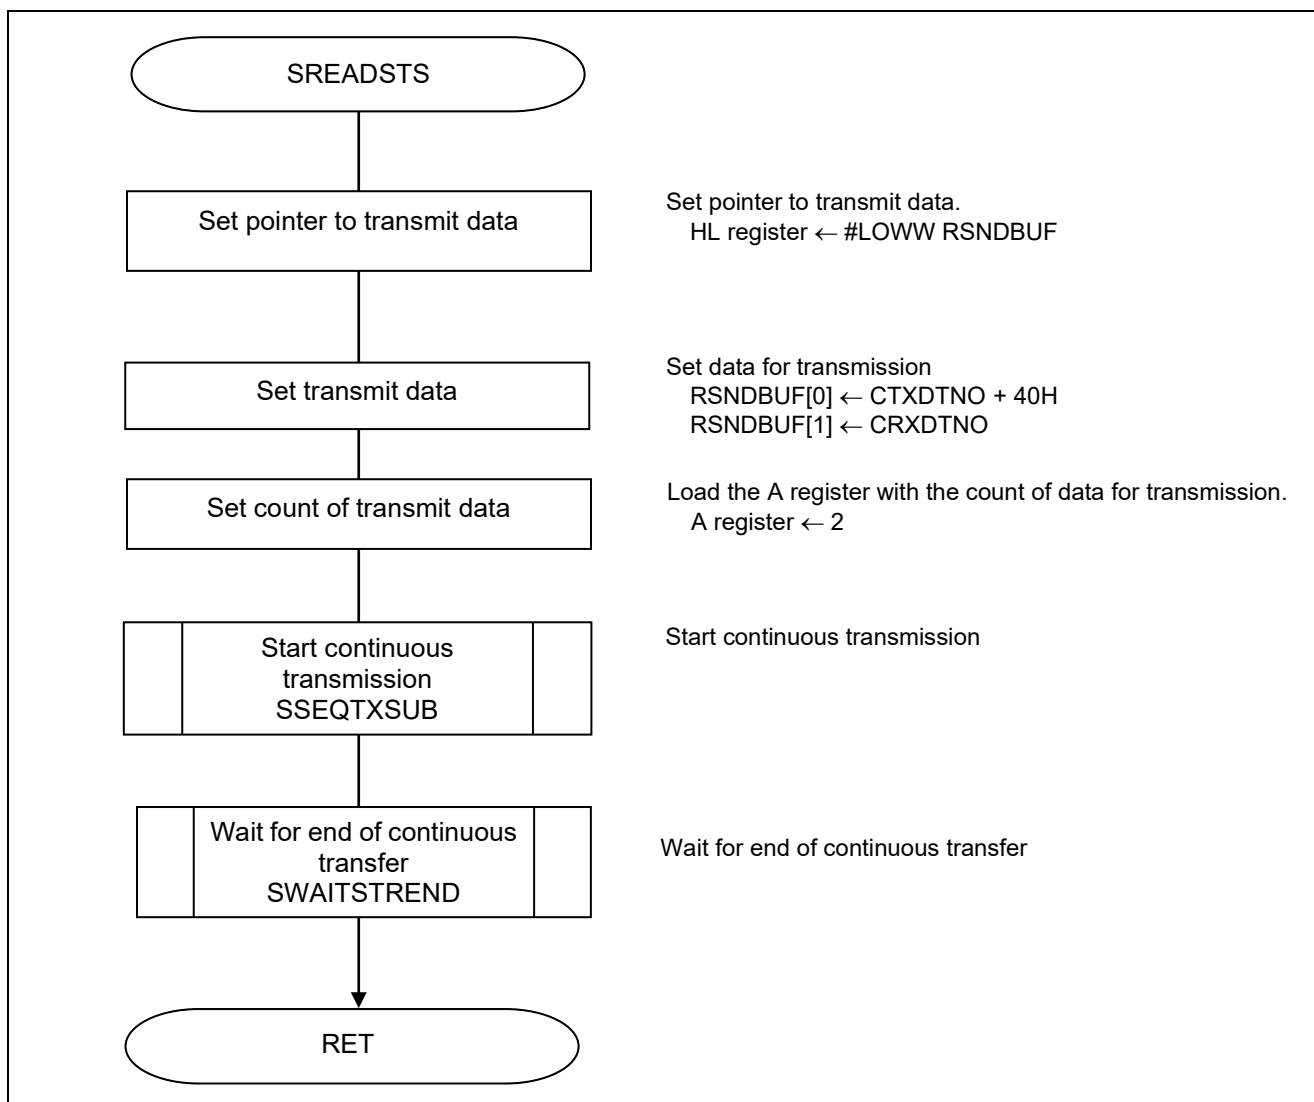 SREADSTS
Set pointer to transmit data
Set pointer to transmit data.
HL register ← #LOWW RSNDBUF
Set transmit data
Set data for transmission
RSNDBUF[0] ← CTXDTNO + 40H
RSNDBUF[1] ← CRXDTNO
Set count of transmit data
Load the A register with the count of data for transmission.
A register ← 2
Start continuous
transmission
SSEQTXSUB
Start continuous transmission
Wait for end of continuous
transfer
SWAITSTREND
Wait for end of continuous transfer
RET